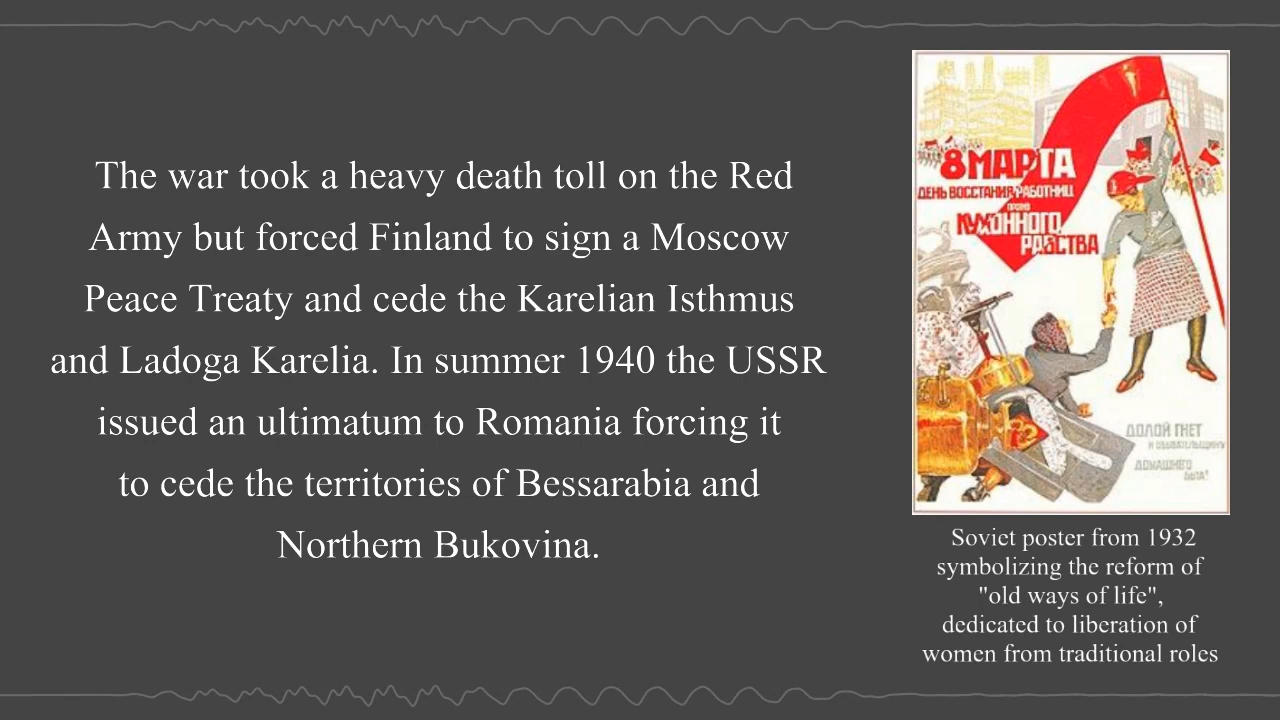 The war took a heavy death toll on the Red
Army but forced Finland to sign a Moscow
Peace Treaty and cede the Karelian Isthmus
and Ladoga Karelia. In summer 1940 the USSR
issued an ultimatum to Romania forcing it
to cede the territories of Bessarabia and
Northern Bukovina.
8 МАРТА
ДЕНЬ ВОССТАНИЯ РАБОТНИЦ
ПРОТИВ
КУХОННОГО
РАБСТВА
ДОЛОЙ ГНЕТ
И ОБЫВАТЕЛЬЩИНУ
ДОМАШНЕГО
БЫТА!
Soviet poster from 1932
symbolizing the reform of
"old ways of life",
dedicated to liberation of
women from traditional roles